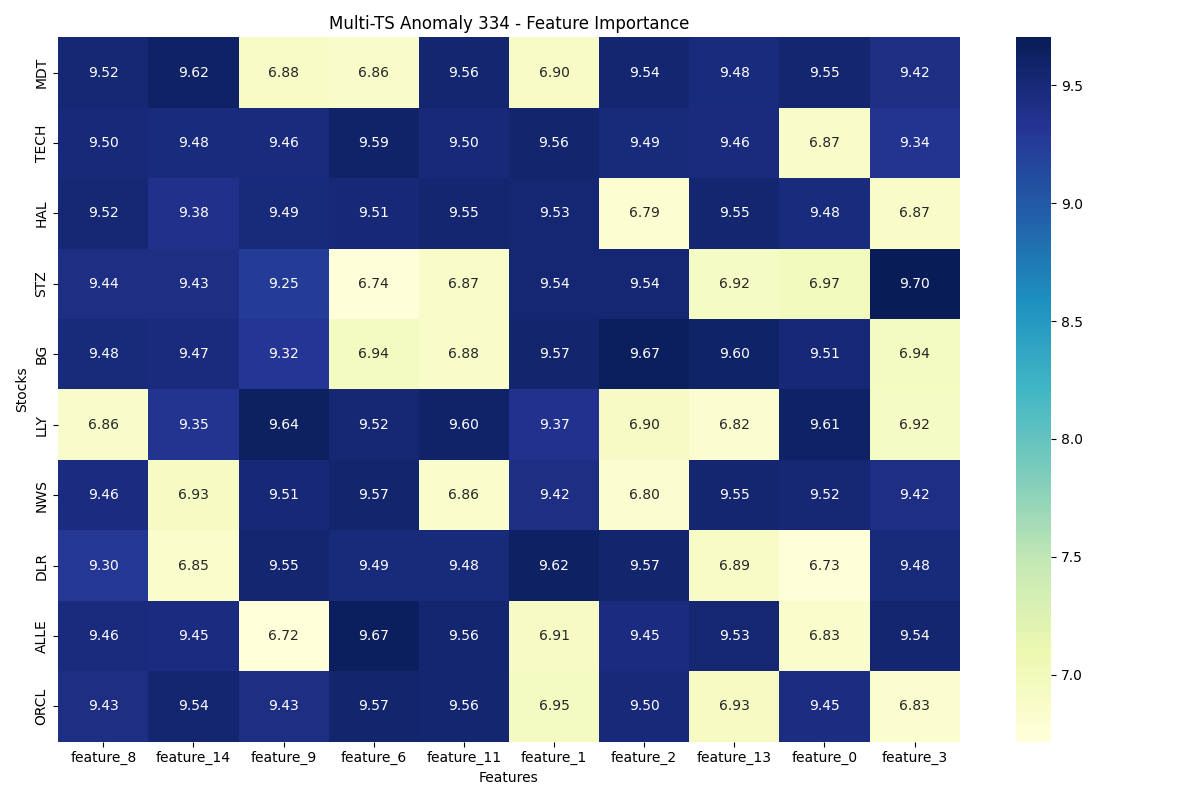 Multi-TS Anomaly 334 - Feature Importance
Stocks
MDT 9.52 9.62 6.88 6.86 9.56 6.90 9.54 9.48 9.55 9.42
TECH 9.50 9.48 9.46 9.59 9.50 9.56 9.49 9.46 6.87 9.34
HAL 9.52 9.38 9.49 9.51 9.55 9.53 6.79 9.55 9.48 6.87
STZ 9.44 9.43 9.25 6.74 6.87 9.54 9.54 6.92 6.97 9.70
BG 9.48 9.47 9.32 6.94 6.88 9.57 9.67 9.60 9.51 6.94
LLY 6.86 9.35 9.64 9.52 9.60 9.37 6.90 6.82 9.61 6.92
NWS 9.46 6.93 9.51 9.57 6.86 9.42 6.80 9.55 9.52 9.42
DLR 9.30 6.85 9.55 9.49 9.48 9.62 9.57 6.89 6.73 9.48
ALLE 9.46 9.45 6.72 9.67 9.56 6.91 9.45 9.53 6.83 9.54
ORCL 9.43 9.54 9.43 9.57 9.56 6.95 9.50 6.93 9.45 6.83
feature_8 feature_14 feature_9 feature_6 feature_11 feature_1 feature_2 feature_13 feature_0 feature_3
Features
9.5
9.0
8.5
8.0
7.5
7.0